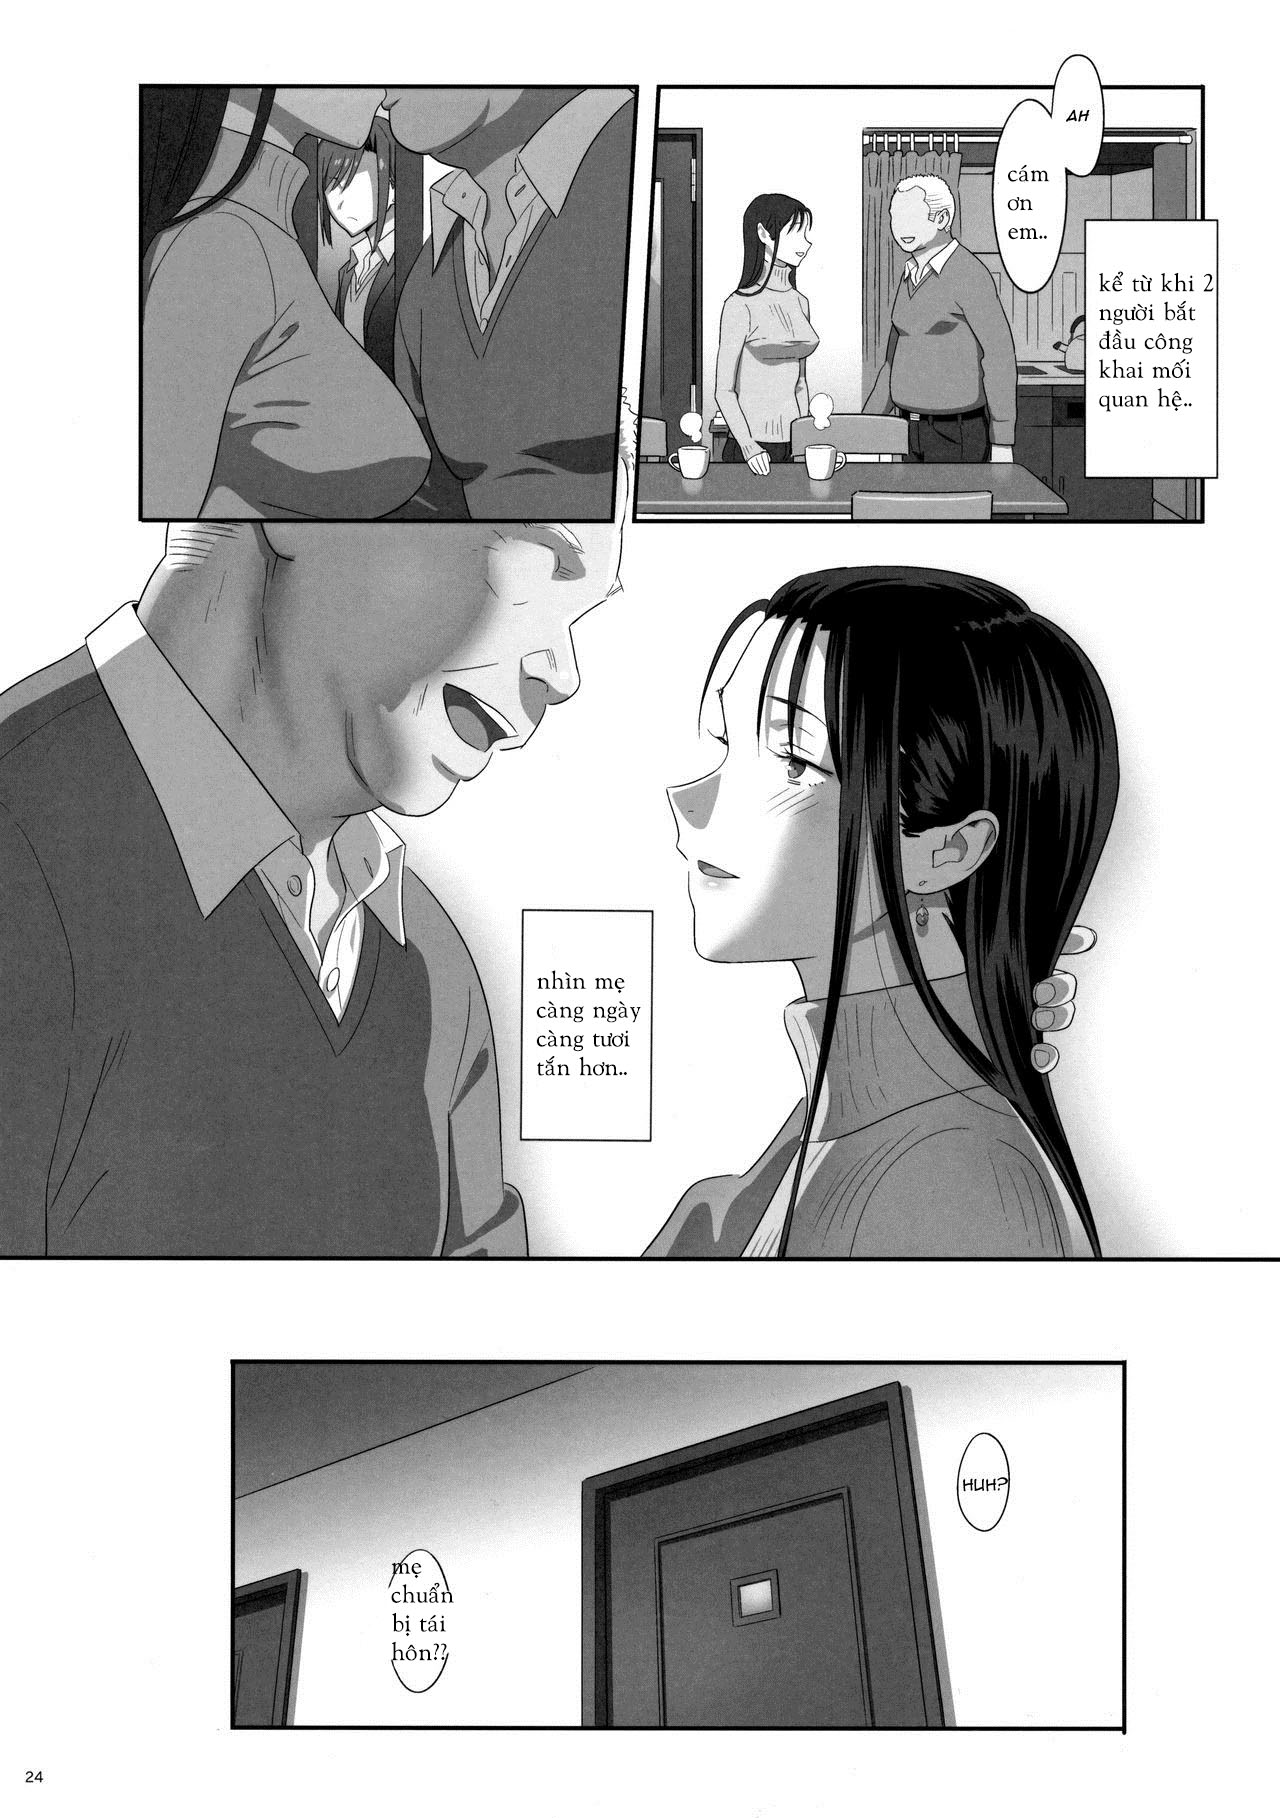 AH
cám
ơn
em..
kể từ khi 2
người bắt
đầu công
khai mối
quan hệ..
nhìn mẹ
càng ngày
càng tươi
tắn hơn..
HUH?
mẹ
chuẩn
bị tái
hôn??
24